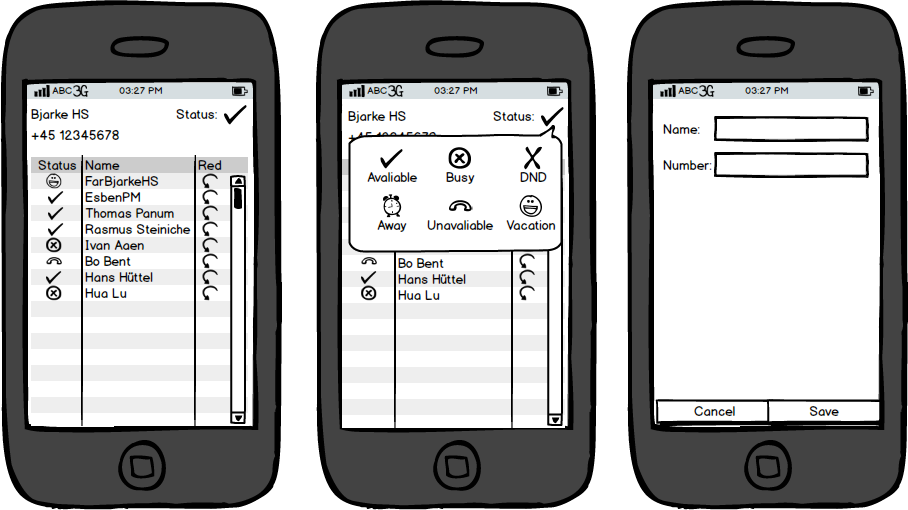 ABC 3G 03:27 PM
Bjarke HS Status:
+45 12345678
Status Name Red
FarBjarkeHS
EsbenPM
Thomas Panum
Rasmus Steiniche
Ivan Aaen
Bo Bent
Hans Hüttel
Hua Lu
ABC 3G 03:27 PM
Bjarke HS Status:
+45 12345678
Avaliable Busy DND
Away Unavaliable Vacation
Bo Bent
Hans Hüttel
Hua Lu
ABC 3G 03:27 PM
Name:
Number:
Cancel Save